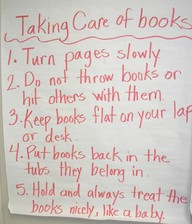 Taking Care of books
1. Turn pages slowly
2. Do not throw books or
hit others with them
3. Keep books flat on your lap
or desk.
4. Put books back in the
tubs they belong in.
5. Hold and always treat the
books nicely, like a baby.